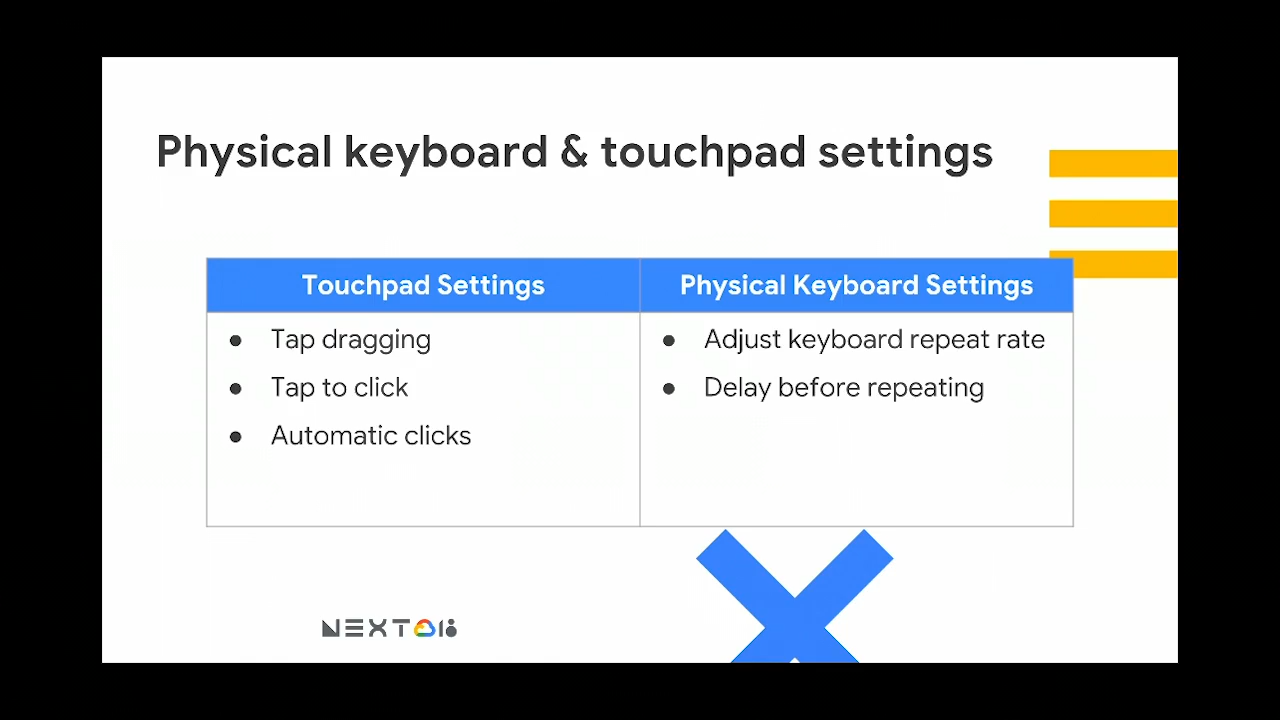 Physical keyboard & touchpad settings
Touchpad Settings
Physical Keyboard Settings
● Tap dragging
● Tap to click
● Automatic clicks
● Adjust keyboard repeat rate
● Delay before repeating
NEXT 18